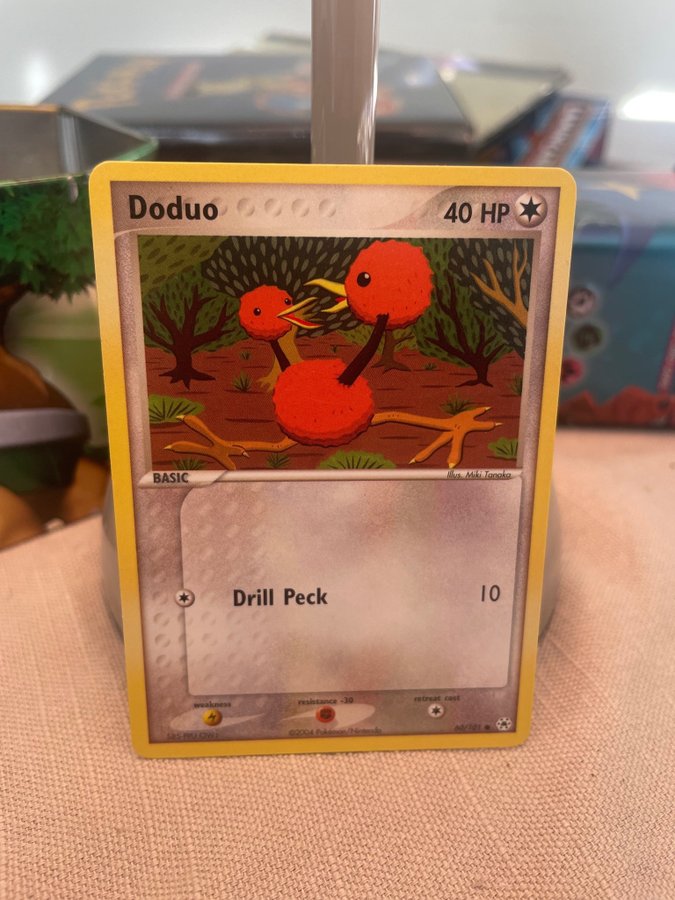 Doduo
40 HP
Illus. Miki Tanaka
BASIC
Drill Peck 10
weakness resistance -30 retreat cost
©2004 Pokémon/Nintendo